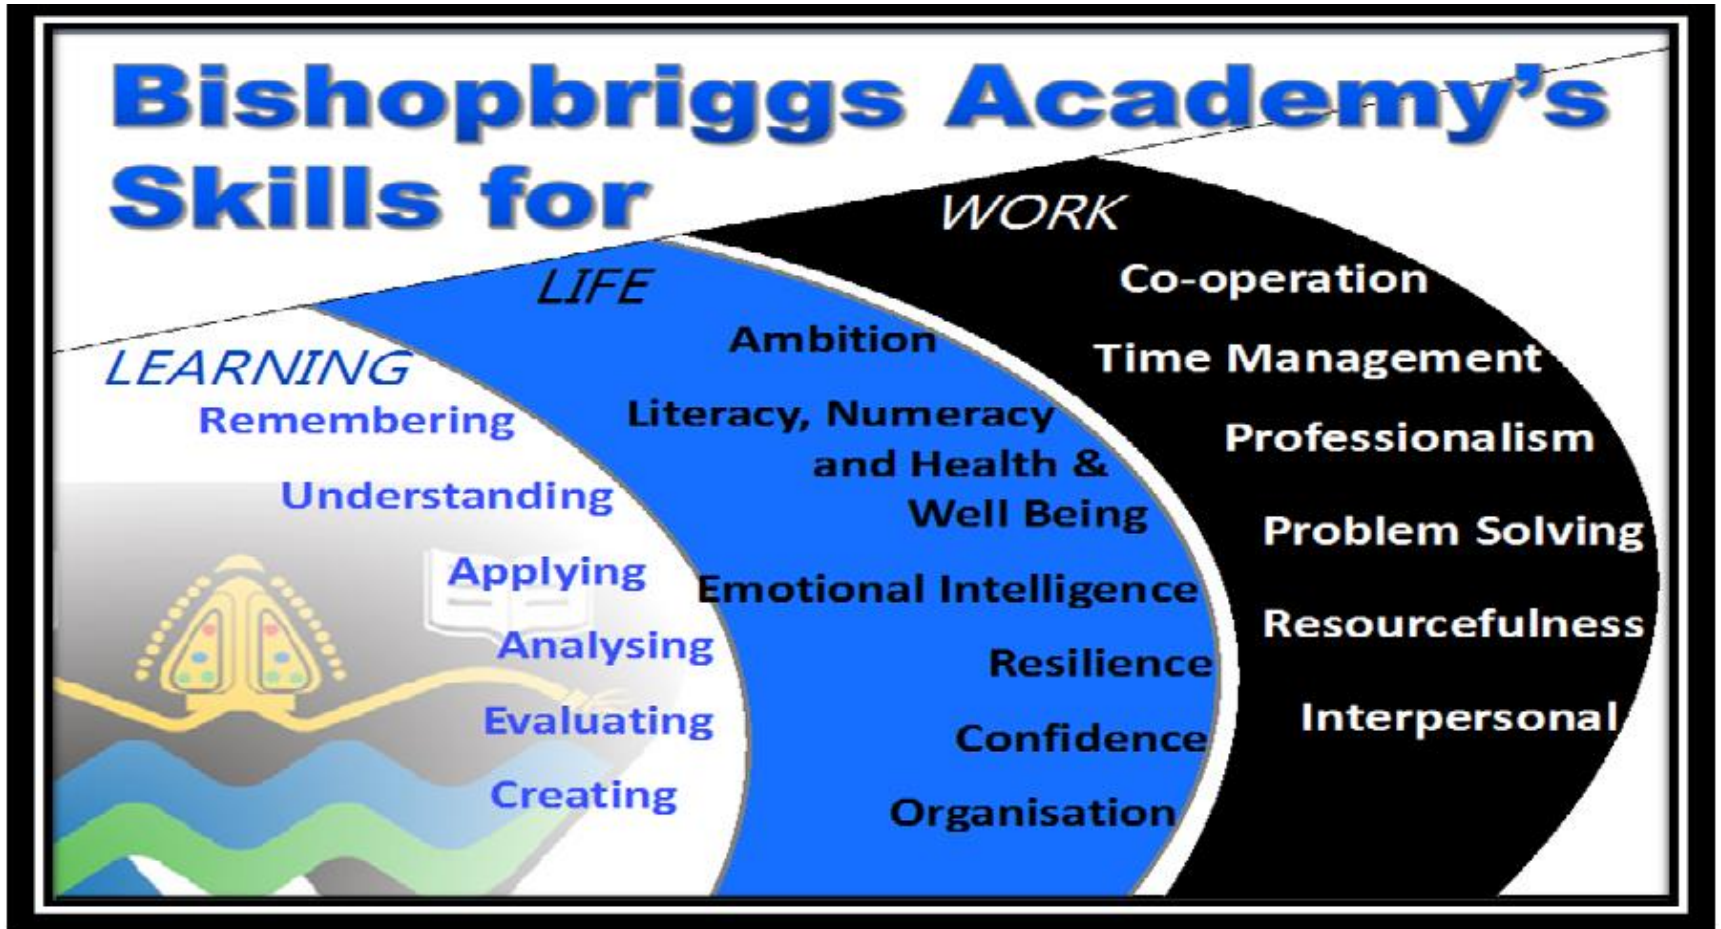 Bishopbriggs Academy's
Skills for
LEARNING
Remembering
Understanding
Applying
Analysing
Evaluating
Creating
LIFE
Ambition
Literacy, Numeracy
and Health &
Well Being
Emotional Intelligence
Resilience
Confidence
Organisation
WORK
Co-operation
Time Management
Professionalism
Problem Solving
Resourcefulness
Interpersonal